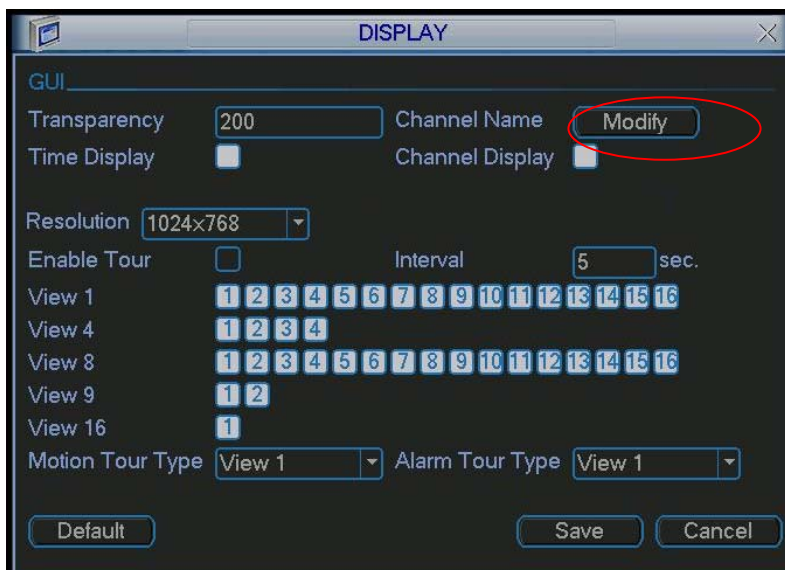 DISPLAY
GUI
Transparency 200 Channel Name Modify
Time Display Channel Display
Resolution 1024×768
Enable Tour Interval 5 sec.
View 1 1 2 3 4 5 6 7 8 9 10 11 12 13 14 15 16
View 4 1 2 3 4
View 8 1 2 3 4 5 6 7 8 9 10 11 12 13 14 15 16
View 9 1 2
View 16 1
Motion Tour Type View 1 Alarm Tour Type View 1
Default Save Cancel